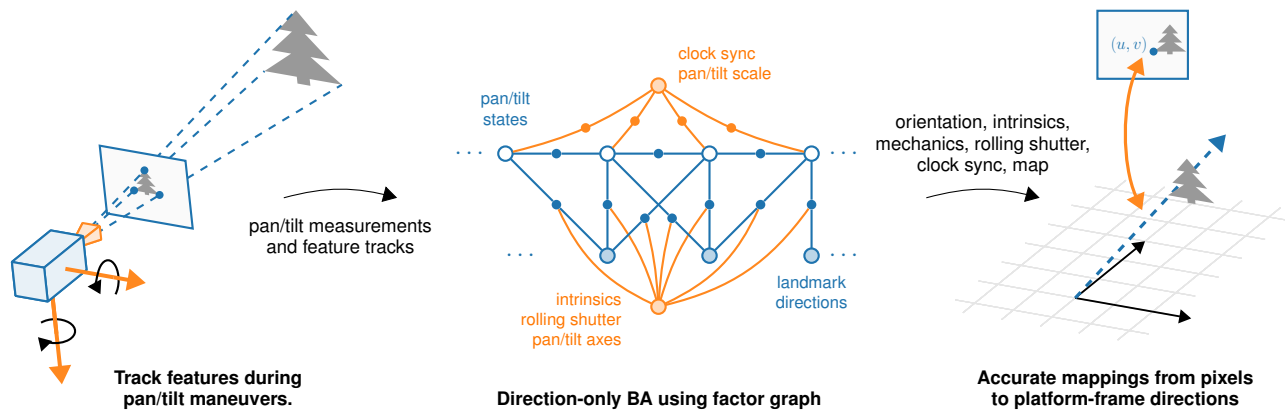 pan/tilt measurements
and feature tracks
Track features during
pan/tilt maneuvers.
clock sync
pan/tilt scale
pan/tilt
states
· · ·
· · ·
· · ·
· · ·
landmark
directions
intrinsics
rolling shutter
pan/tilt axes
Direction-only BA using factor graph
orientation, intrinsics,
mechanics, rolling shutter,
clock sync, map
(u, v)
Accurate mappings from pixels
to platform-frame directions